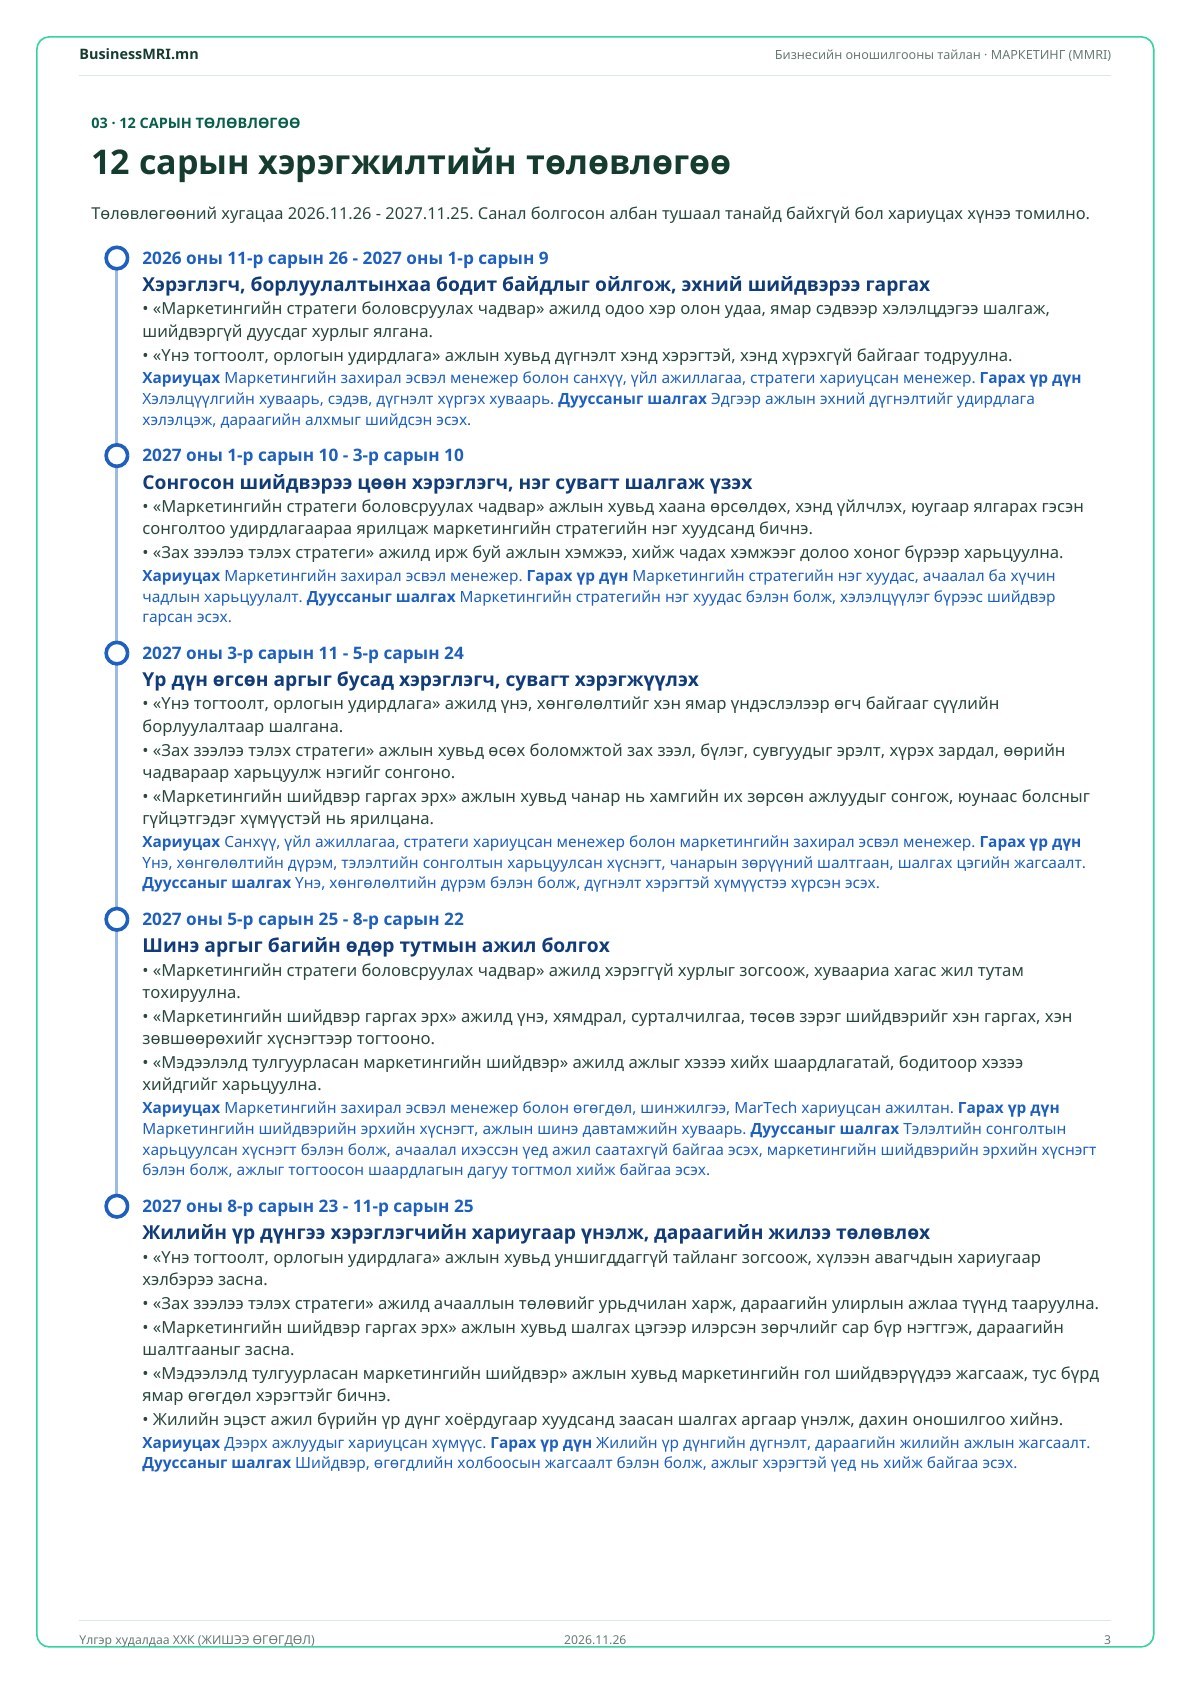 BusinessMRI.mn
Бизнесийн оношилгооны тайлан · МАРКЕТИНГ (MMRI)
03 · 12 САРЫН ТӨЛӨВЛӨГӨӨ
12 сарын хэрэгжилтийн төлөвлөгөө
Төлөвлөгөөний хугацаа 2026.11.26 - 2027.11.25. Санал болгосон албан тушаал танайд байхгүй бол хариуцах хүнээ томилно.
2026 оны 11-р сарын 26 - 2027 оны 1-р сарын 9
Хэрэглэгч, борлуулалтынхаа бодит байдлыг ойлгож, эхний шийдвэрээ гаргах
• «Маркетингийн стратеги боловсруулах чадвар» ажилд одоо хэр олон удаа, ямар сэдвээр хэлэлцдэгээ шалгаж,
шийдвэргүй дуусдаг хурлыг ялгана.
• «Үнэ тогтоолт, орлогын удирдлага» ажлын хувьд дүгнэлт хэнд хэрэгтэй, хэнд хүрэхгүй байгааг тодруулна.
Хариуцах Маркетингийн захирал эсвэл менежер болон санхүү, үйл ажиллагаа, стратеги хариуцсан менежер. Гарах үр дүн
Хэлэлцүүлгийн хуваарь, сэдэв, дүгнэлт хүргэх хуваарь. Дууссаныг шалгах Эдгээр ажлын эхний дүгнэлтийг удирдлага
хэлэлцэж, дараагийн алхмыг шийдсэн эсэх.
2027 оны 1-р сарын 10 - 3-р сарын 10
Сонгосон шийдвэрээ цөөн хэрэглэгч, нэг сувагт шалгаж үзэх
• «Маркетингийн стратеги боловсруулах чадвар» ажлын хувьд хаана өрсөлдөх, хэнд үйлчлэх, юугаар ялгарах гэсэн
сонголтоо удирдлагаараа ярилцаж маркетингийн стратегийн нэг хуудсанд бичнэ.
• «Зах зээлээ тэлэх стратеги» ажилд ирж буй ажлын хэмжээ, хийж чадах хэмжээг долоо хоног бүрээр харьцуулна.
Хариуцах Маркетингийн захирал эсвэл менежер. Гарах үр дүн Маркетингийн стратегийн нэг хуудас, ачаалал ба хүчин
чадлын харьцуулалт. Дууссаныг шалгах Маркетингийн стратегийн нэг хуудас бэлэн болж, хэлэлцүүлэг бүрээс шийдвэр
гарсан эсэх.
2027 оны 3-р сарын 11 - 5-р сарын 24
Үр дүн өгсөн аргыг бусад хэрэглэгч, сувагт хэрэгжүүлэх
• «Үнэ тогтоолт, орлогын удирдлага» ажилд үнэ, хөнгөлөлтийг хэн ямар үндэслэлээр өгч байгааг сүүлийн
борлуулалтаар шалгана.
• «Зах зээлээ тэлэх стратеги» ажлын хувьд өсөх боломжтой зах зээл, бүлэг, сувгуудыг эрэлт, хүрэх зардал, өөрийн
чадвараар харьцуулж нэгийг сонгоно.
• «Маркетингийн шийдвэр гаргах эрх» ажлын хувьд чанар нь хамгийн их зөрсөн ажлуудыг сонгож, юунаас болсныг
гүйцэтгэдэг хүмүүстэй нь ярилцана.
Хариуцах Санхүү, үйл ажиллагаа, стратеги хариуцсан менежер болон маркетингийн захирал эсвэл менежер. Гарах үр дүн
Үнэ, хөнгөлөлтийн дүрэм, тэлэлтийн сонголтын харьцуулсан хүснэгт, чанарын зөрүүний шалтгаан, шалгах цэгийн жагсаалт.
Дууссаныг шалгах Үнэ, хөнгөлөлтийн дүрэм бэлэн болж, дүгнэлт хэрэгтэй хүмүүстээ хүрсэн эсэх.
2027 оны 5-р сарын 25 - 8-р сарын 22
Шинэ аргыг багийн өдөр тутмын ажил болгох
• «Маркетингийн стратеги боловсруулах чадвар» ажилд хэрэггүй хурлыг зогсоож, хуваариа хагас жил тутам
тохируулна.
• «Маркетингийн шийдвэр гаргах эрх» ажилд үнэ, хямдрал, сурталчилгаа, төсөв зэрэг шийдвэрийг хэн гаргах, хэн
зөвшөөрөхийг хүснэгтээр тогтооно.
• «Мэдээлэлд тулгуурласан маркетингийн шийдвэр» ажилд ажлыг хэзээ хийх шаардлагатай, бодитоор хэзээ
хийдгийг харьцуулна.
Хариуцах Маркетингийн захирал эсвэл менежер болон өгөгдөл, шинжилгээ, MarTech хариуцсан ажилтан. Гарах үр дүн
Маркетингийн шийдвэрийн эрхийн хүснэгт, ажлын шинэ давтамжийн хуваарь. Дууссаныг шалгах Тэлэлтийн сонголтын
харьцуулсан хүснэгт бэлэн болж, ачаалал ихэссэн үед ажил саатахгүй байгаа эсэх, маркетингийн шийдвэрийн эрхийн хүснэгт
бэлэн болж, ажлыг тогтоосон шаардлагын дагуу тогтмол хийж байгаа эсэх.
2027 оны 8-р сарын 23 - 11-р сарын 25
Жилийн үр дүнгээ хэрэглэгчийн хариугаар үнэлж, дараагийн жилээ төлөвлөх
• «Үнэ тогтоолт, орлогын удирдлага» ажлын хувьд уншигддаггүй тайланг зогсоож, хүлээн авагчдын хариугаар
хэлбэрээ засна.
• «Зах зээлээ тэлэх стратеги» ажилд ачааллын төлөвийг урьдчилан харж, дараагийн улирлын ажлаа түүнд тааруулна.
• «Маркетингийн шийдвэр гаргах эрх» ажлын хувьд шалгах цэгээр илэрсэн зөрчлийг сар бүр нэгтгэж, дараагийн
шалтгааныг засна.
• «Мэдээлэлд тулгуурласан маркетингийн шийдвэр» ажлын хувьд маркетингийн гол шийдвэрүүдээ жагсааж, тус бүрд
ямар өгөгдөл хэрэгтэйг бичнэ.
• Жилийн эцэст ажил бүрийн үр дүнг хоёрдугаар хуудсанд заасан шалгах аргаар үнэлж, дахин оношилгоо хийнэ.
Хариуцах Дээрх ажлуудыг хариуцсан хүмүүс. Гарах үр дүн Жилийн үр дүнгийн дүгнэлт, дараагийн жилийн ажлын жагсаалт.
Дууссаныг шалгах Шийдвэр, өгөгдлийн холбоосын жагсаалт бэлэн болж, ажлыг хэрэгтэй үед нь хийж байгаа эсэх.
Үлгэр худалдаа ХХК (ЖИШЭЭ ӨГӨГДӨЛ)
2026.11.26
3